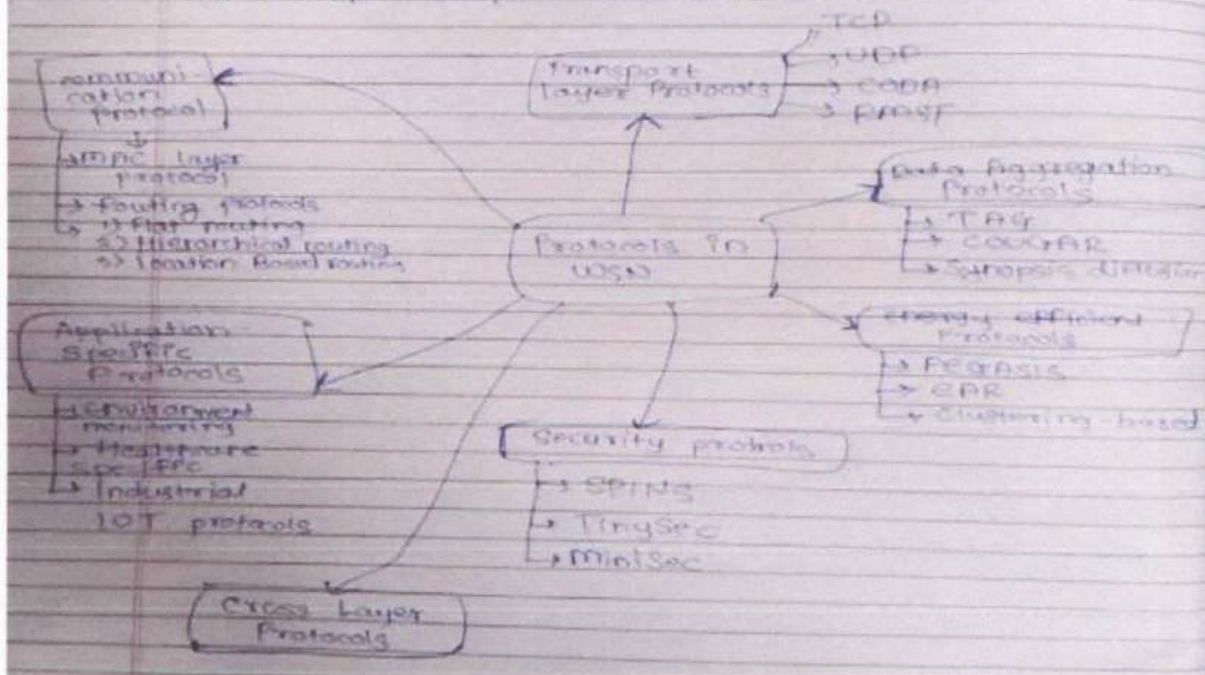 Communi-
cation
Protocol
MAC layer
protocol
Routing protocols
1) Flat routing
2) Hierarchical routing
3) Location Based routing
Transport
layer Protocols
TCP
UDP
CODA
PMSF
Data Aggregation
Protocols
TAG
COUGAR
Synopsis diffusion
Protocols in
WSN
Energy efficient
Protocols
PEGASIS
EAR
Clustering-based
Application
Specific
Protocols
Environment
monitoring
Healthcare
specific
Industrial
IOT protocols
Security protocols
SPINS
TinySec
MiniSec
Cross Layer
Protocols